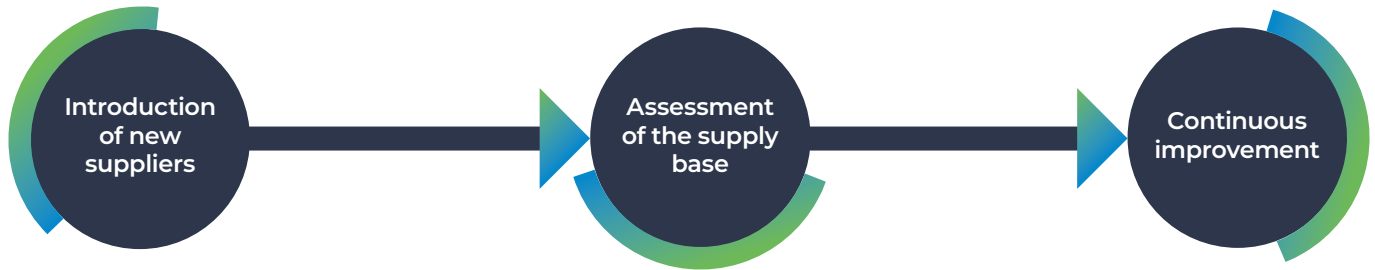 Introduction
of new
suppliers
Assessment
of the supply
base
Continuous
improvement